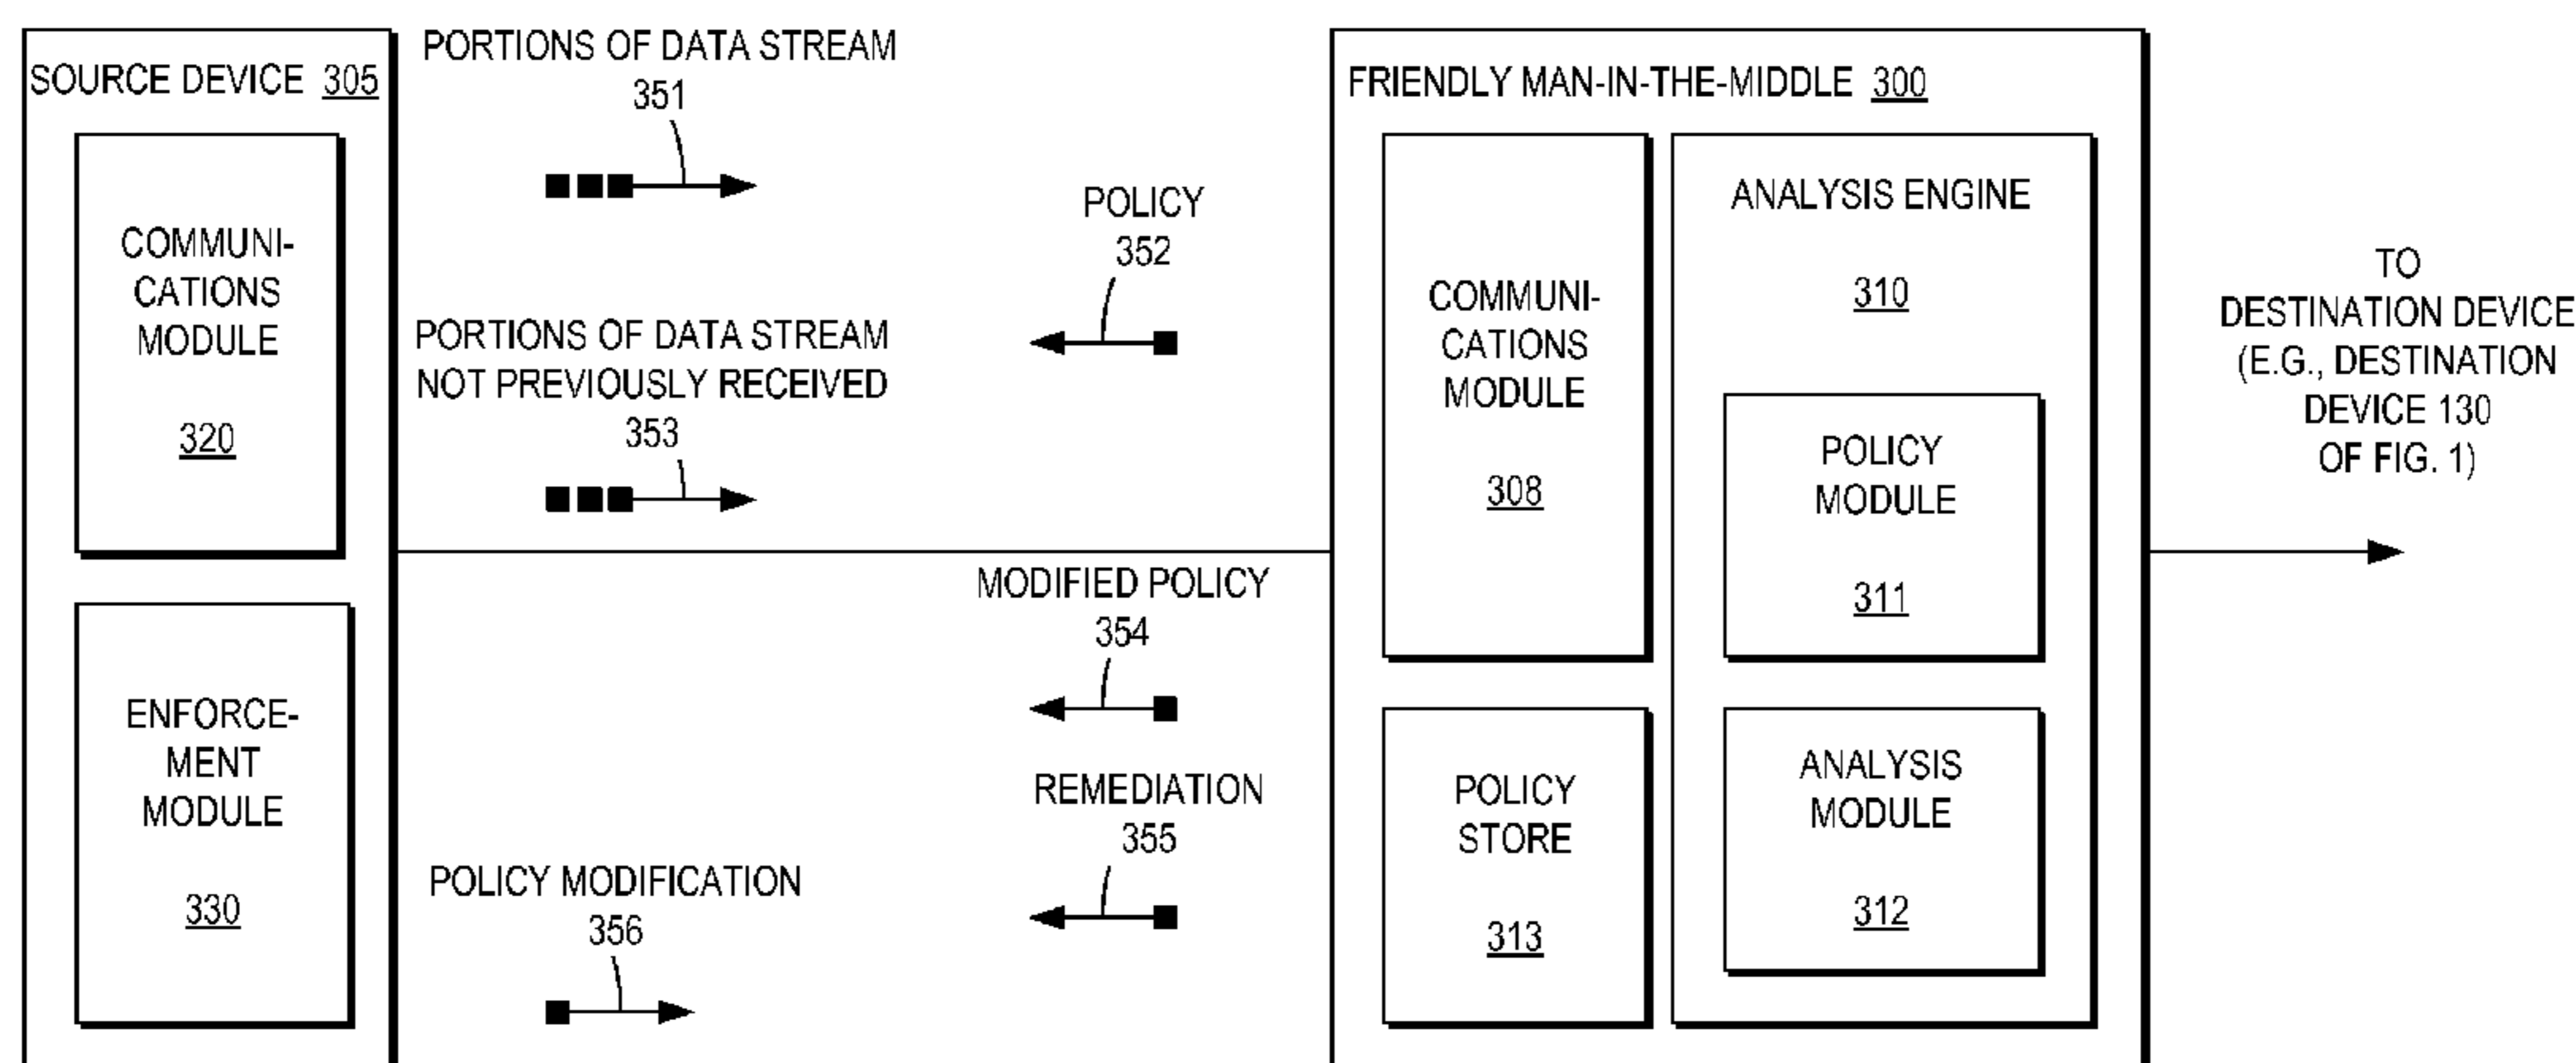 SOURCE DEVICE 305
COMMUNI-
CATIONS
MODULE
320
ENFORCE-
MENT
MODULE
330
PORTIONS OF DATA STREAM
351
POLICY
352
PORTIONS OF DATA STREAM
NOT PREVIOUSLY RECEIVED
353
MODIFIED POLICY
354
REMEDIATION
355
POLICY MODIFICATION
356
FRIENDLY MAN-IN-THE-MIDDLE 300
COMMUNI-
CATIONS
MODULE
308
POLICY
STORE
313
ANALYSIS ENGINE
310
POLICY
MODULE
311
ANALYSIS
MODULE
312
TO
DESTINATION DEVICE
(E.G., DESTINATION
DEVICE 130
OF FIG. 1)